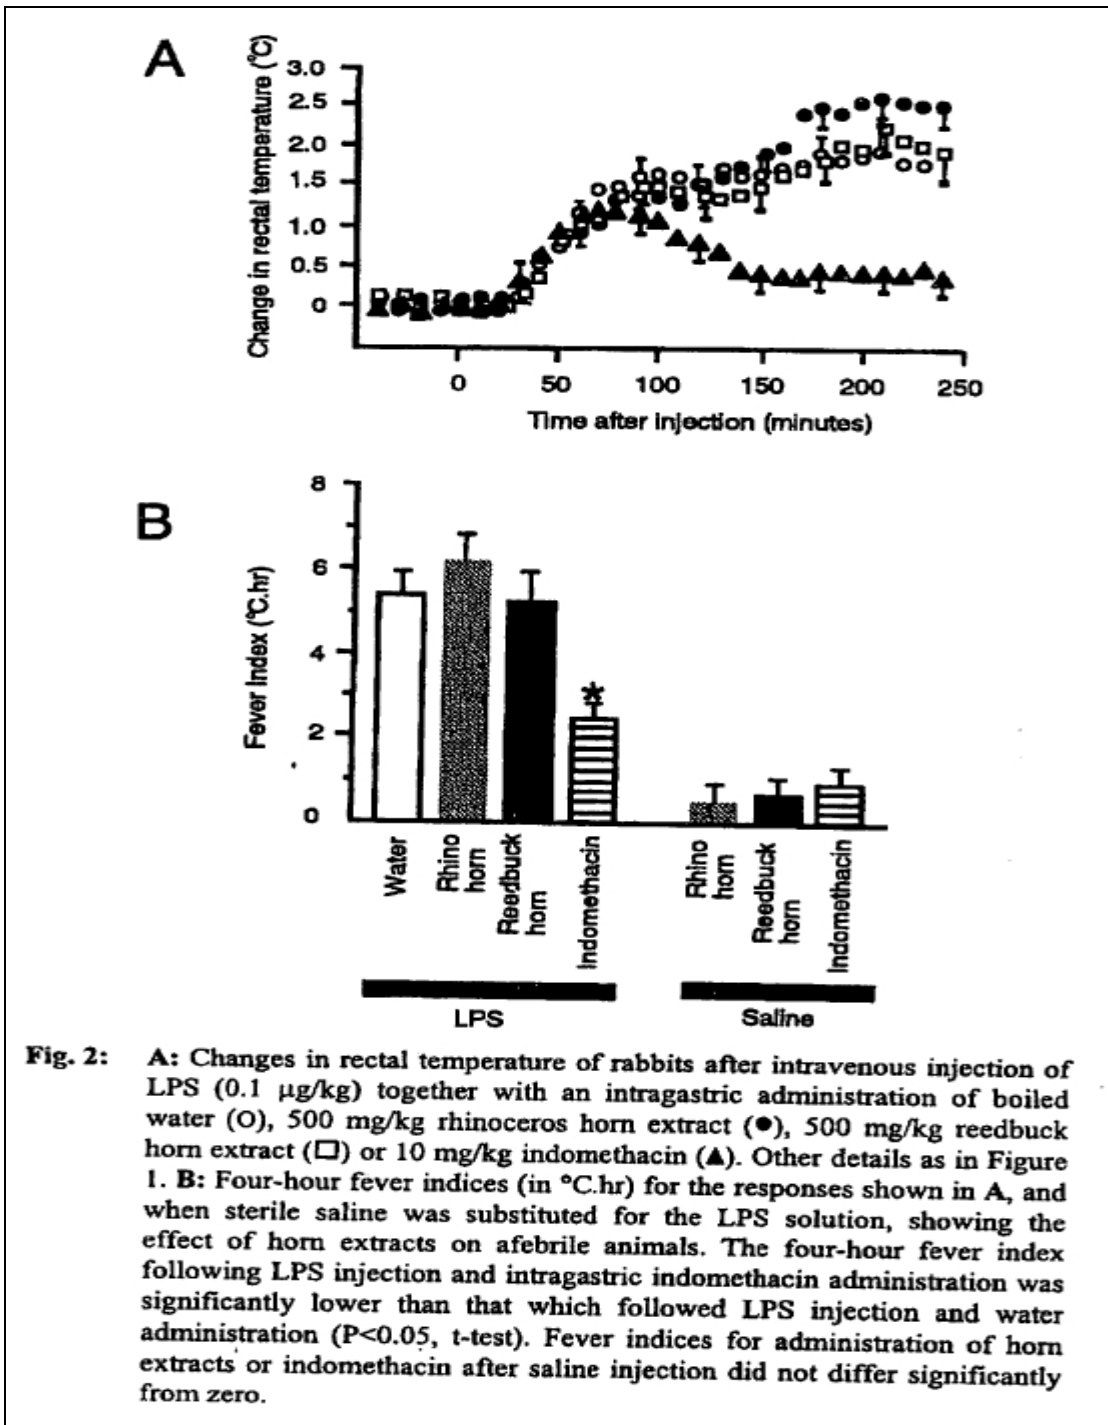 A
Change in rectal temperature (°C)
3.0
2.5
2.0
1.5
1.0
0.5
0
0 50 100 150 200 250
Time after injection (minutes)
B
Fever Index (°C.hr)
8
6
4
2
0
Water
Rhino
horn
Reedbuck
horn
Indomethacin
Rhino
horn
Reedbuck
horn
Indomethacin
LPS
Saline
Fig. 2: A: Changes in rectal temperature of rabbits after intravenous injection of
LPS (0.1 µg/kg) together with an intragastric administration of boiled
water (O), 500 mg/kg rhinoceros horn extract (●), 500 mg/kg reedbuck
horn extract (□) or 10 mg/kg indomethacin (▲). Other details as in Figure
1. B: Four-hour fever indices (in °C.hr) for the responses shown in A, and
when sterile saline was substituted for the LPS solution, showing the
effect of horn extracts on afebrile animals. The four-hour fever index
following LPS injection and intragastric indomethacin administration was
significantly lower than that which followed LPS injection and water
administration (P<0.05, t-test). Fever indices for administration of horn
extracts or indomethacin after saline injection did not differ significantly
from zero.